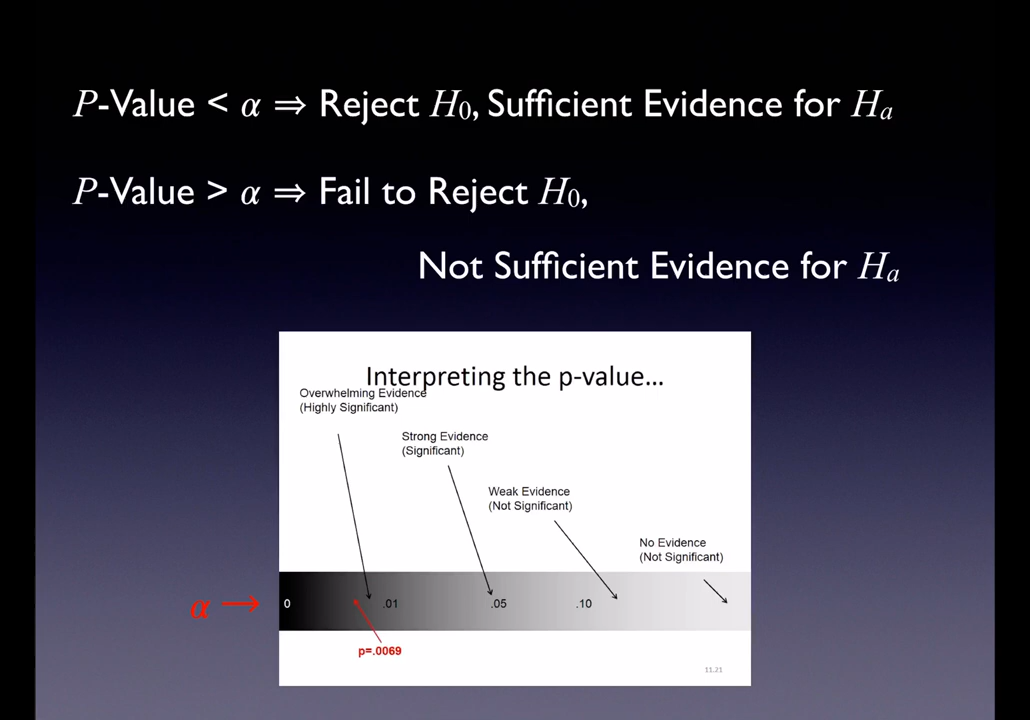 P-Value < α ⇒ Reject H₀, Sufficient Evidence for Hₐ
P-Value > α ⇒ Fail to Reject H₀,
Not Sufficient Evidence for Hₐ
Interpreting the p-value...
Overwhelming Evidence
(Highly Significant)
Strong Evidence
(Significant)
Weak Evidence
(Not Significant)
No Evidence
(Not Significant)
α → 0 .01 .05 .10
p=.0069
11.21